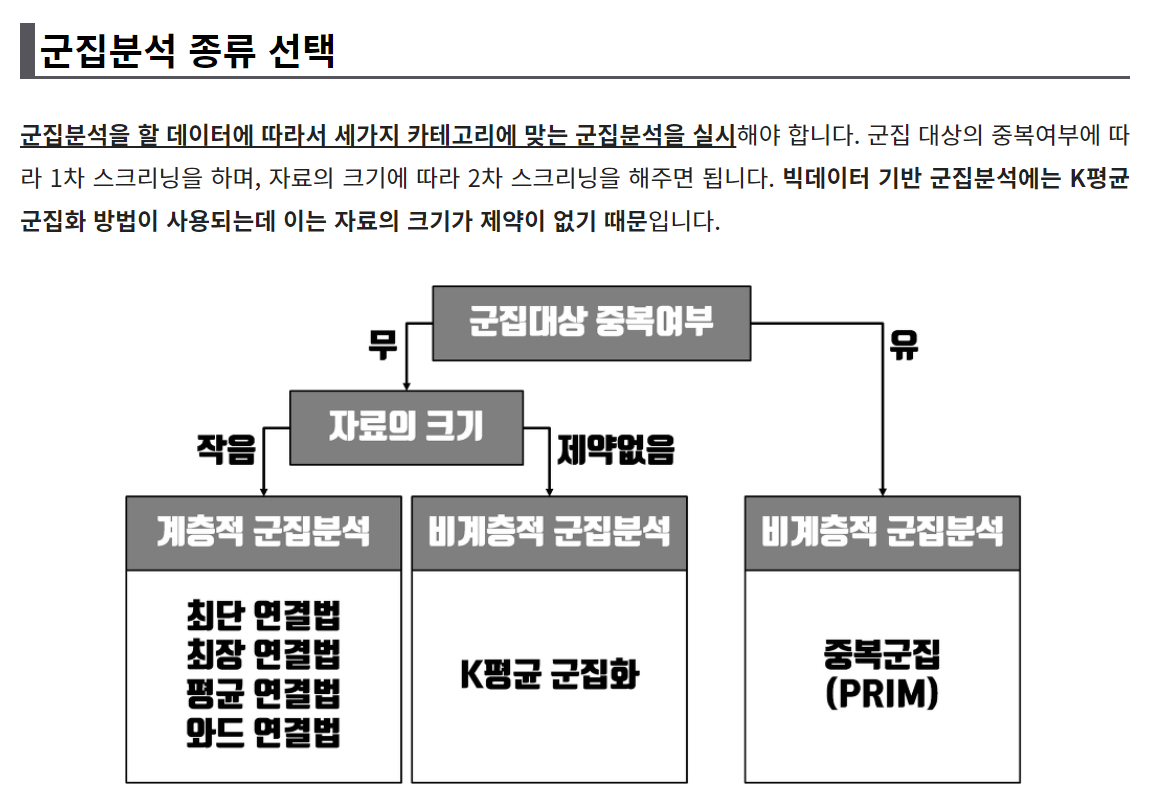 군집분석 종류 선택
군집분석을 할 데이터에 따라서 세가지 카테고리에 맞는 군집분석을 실시해야 합니다. 군집 대상의 중복여부에 따
라 1차 스크리닝을 하며, 자료의 크기에 따라 2차 스크리닝을 해주면 됩니다. 빅데이터 기반 군집분석에는 K평균
군집화 방법이 사용되는데 이는 자료의 크기가 제약이 없기 때문입니다.
군집대상 중복여부
무
유
자료의 크기
작음
제약없음
계층적 군집분석
비계층적 군집분석
비계층적 군집분석
최단 연결법
최장 연결법
평균 연결법
와드 연결법
K평균 군집화
중복군집
(PRIM)